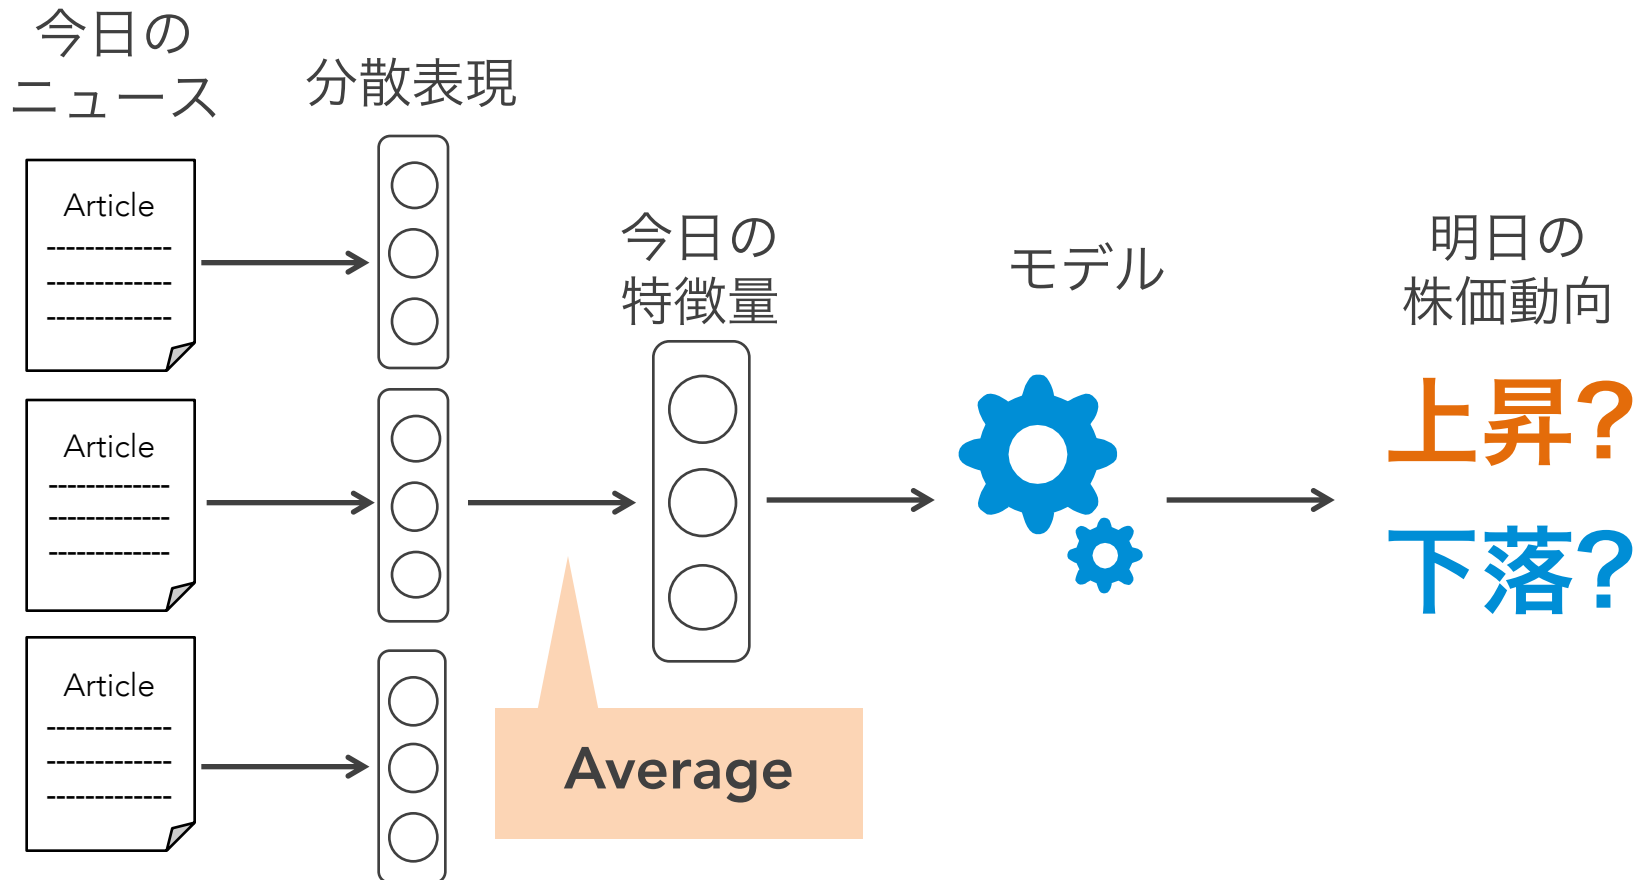 今日の
ニュース
分散表現
Article
Article
Article
今日の
特徴量
Average
モデル
明日の
株価動向
上昇?
下落?